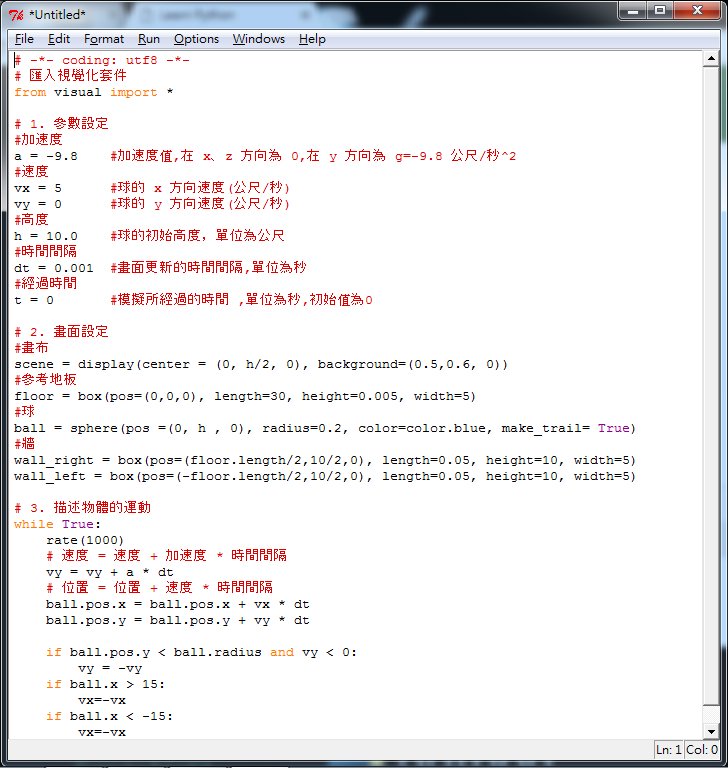 *Untitled*
File Edit Format Run Options Windows Help
# -*- coding: utf8 -*-
# 匯入視覺化套件
from visual import *

# 1. 參數設定
#加速度
a = -9.8    #加速度值,在 x、z 方向為 0,在 y 方向為 g=-9.8 公尺/秒^2
#速度
vx = 5      #球的 x 方向速度(公尺/秒)
vy = 0      #球的 y 方向速度(公尺/秒)
#高度
h = 10.0    #球的初始高度，單位為公尺
#時間間隔
dt = 0.001  #畫面更新的時間間隔,單位為秒
#經過時間
t = 0       #模擬所經過的時間 ,單位為秒,初始值為0

# 2. 畫面設定
#畫布
scene = display(center = (0, h/2, 0), background=(0.5,0.6, 0))
#參考地板
floor = box(pos=(0,0,0), length=30, height=0.005, width=5)
#球
ball = sphere(pos =(0, h , 0), radius=0.2, color=color.blue, make_trail= True)
#牆
wall_right = box(pos=(floor.length/2,10/2,0), length=0.05, height=10, width=5)
wall_left = box(pos=(-floor.length/2,10/2,0), length=0.05, height=10, width=5)

# 3. 描述物體的運動
while True:
    rate(1000)
    # 速度 = 速度 + 加速度 * 時間間隔
    vy = vy + a * dt
    # 位置 = 位置 + 速度 * 時間間隔
    ball.pos.x = ball.pos.x + vx * dt
    ball.pos.y = ball.pos.y + vy * dt

    if ball.pos.y < ball.radius and vy < 0:
        vy = -vy
    if ball.x > 15:
        vx=-vx
    if ball.x < -15:
        vx=-vx
Ln: 1 Col: 0